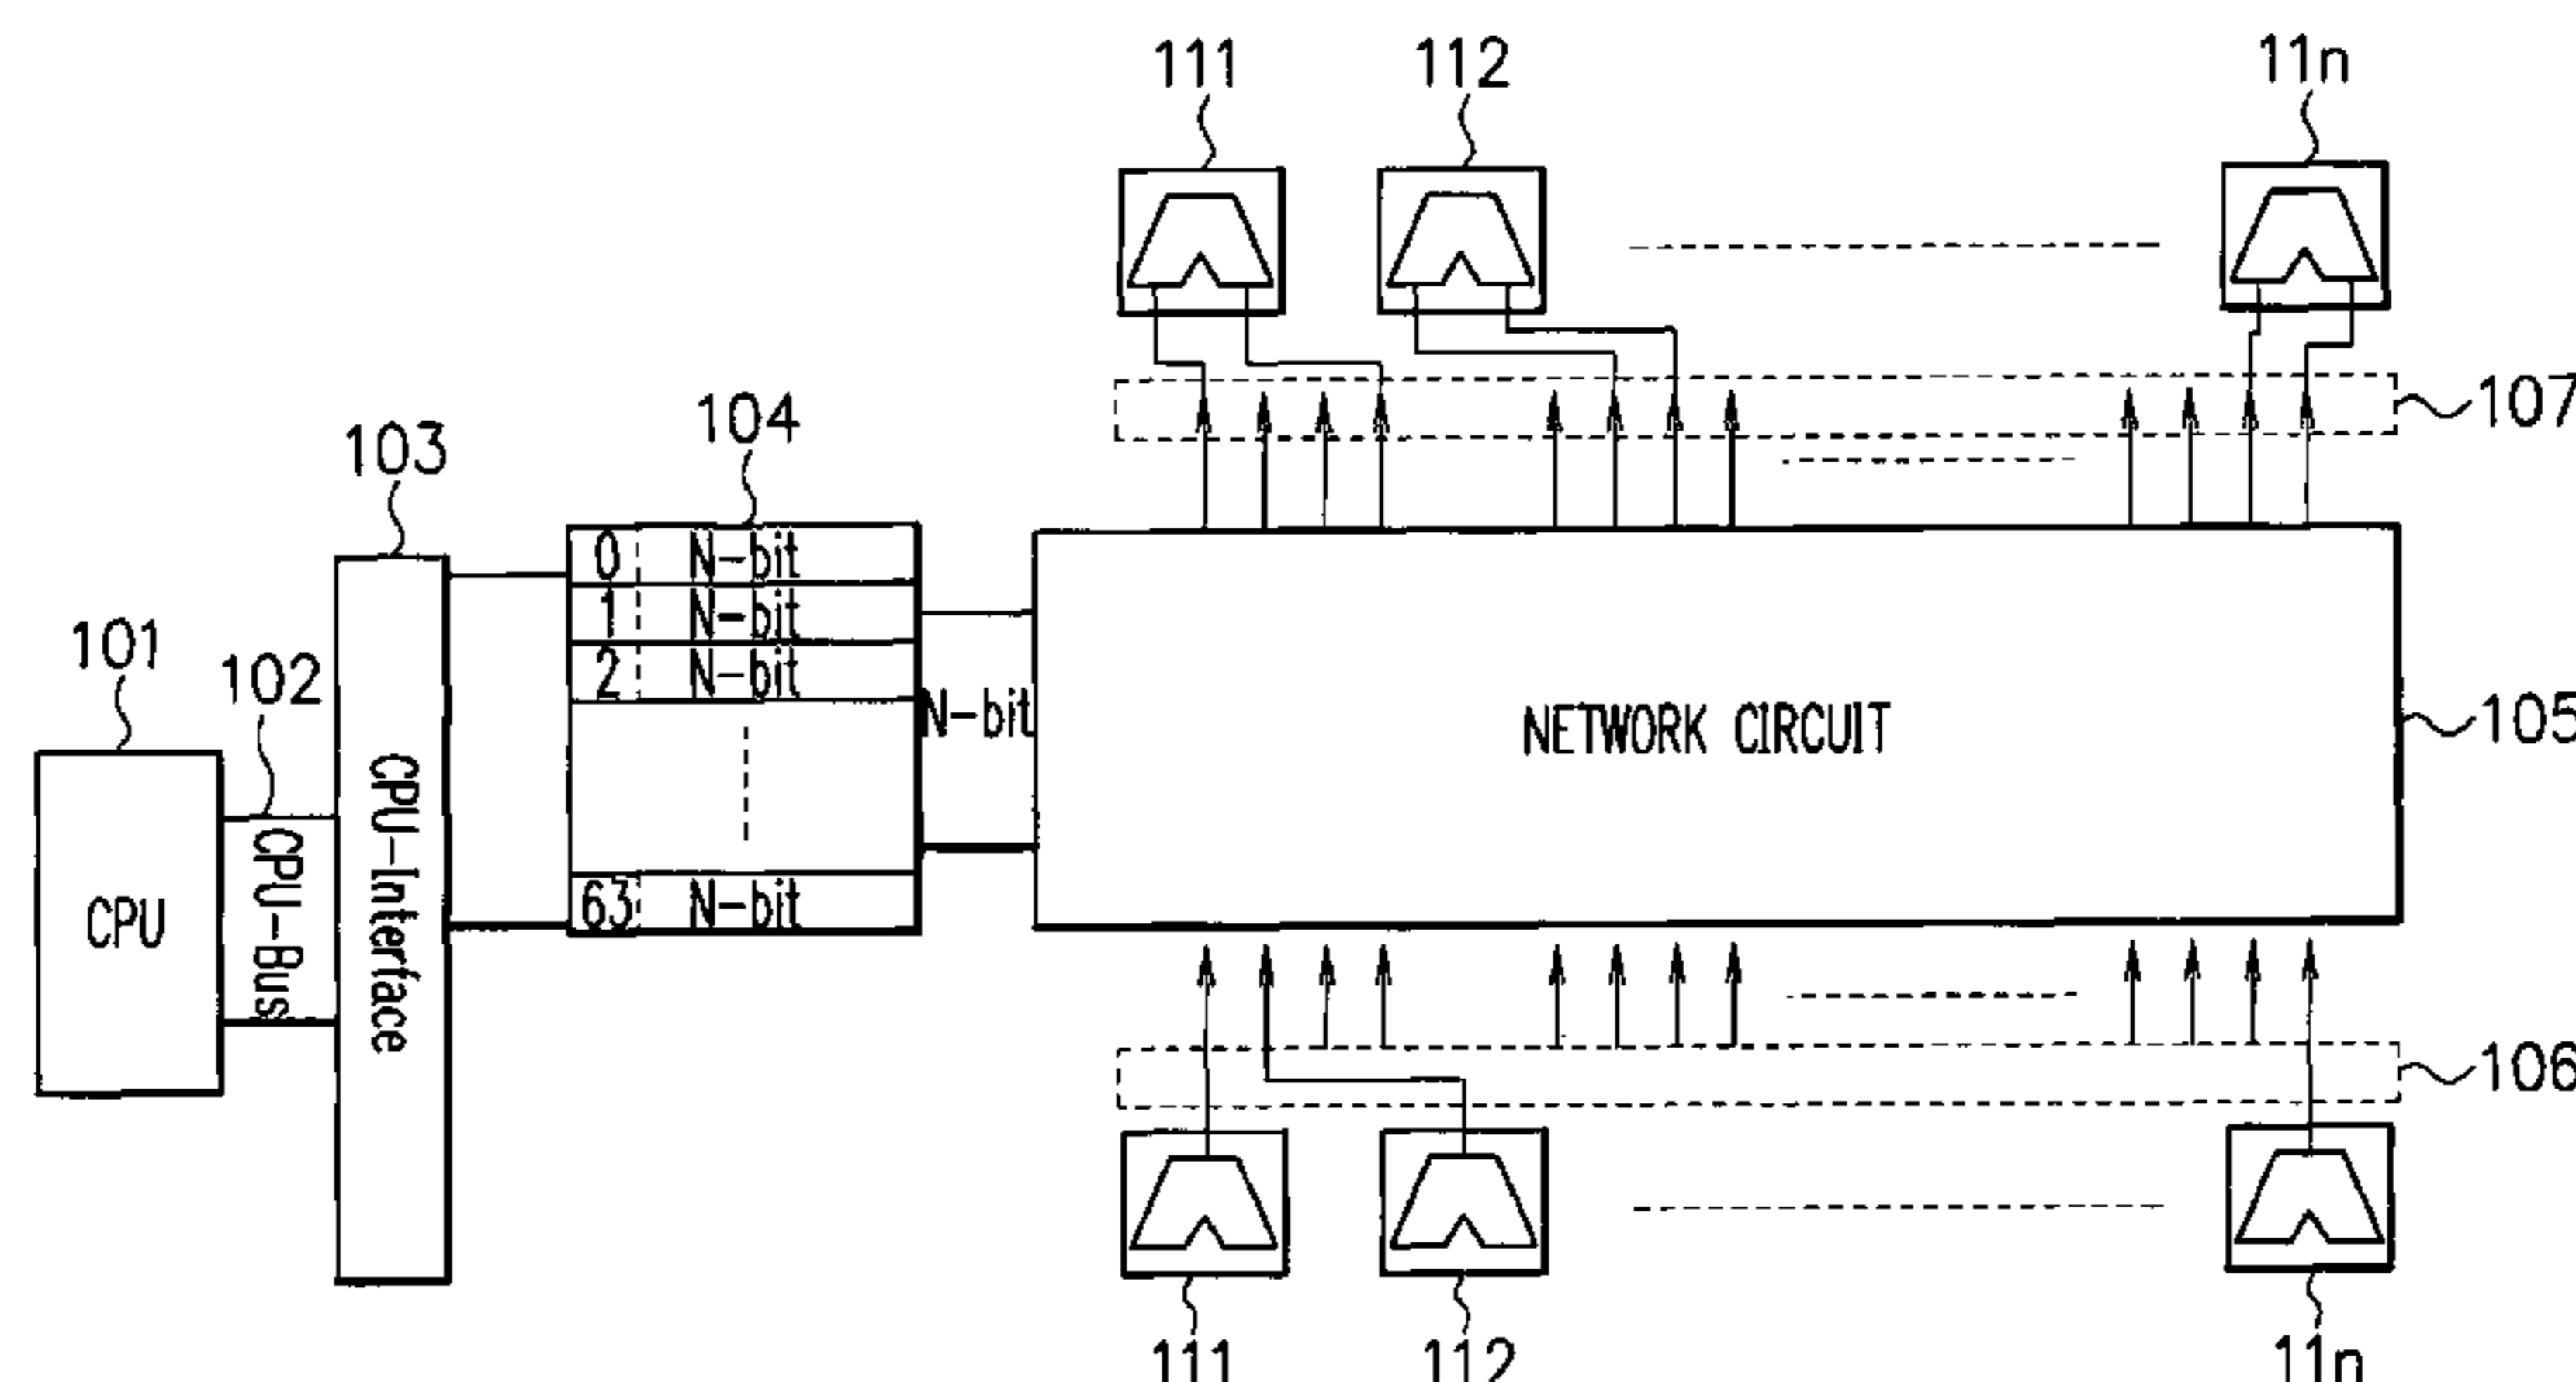 111
112
11n
107
104
103
0 N-bit
1 N-bit
2 N-bit
63 N-bit
N-bit
101
102
CPU
CPU-Bus
CPU-Interface
NETWORK CIRCUIT
105
106
111
112
11n